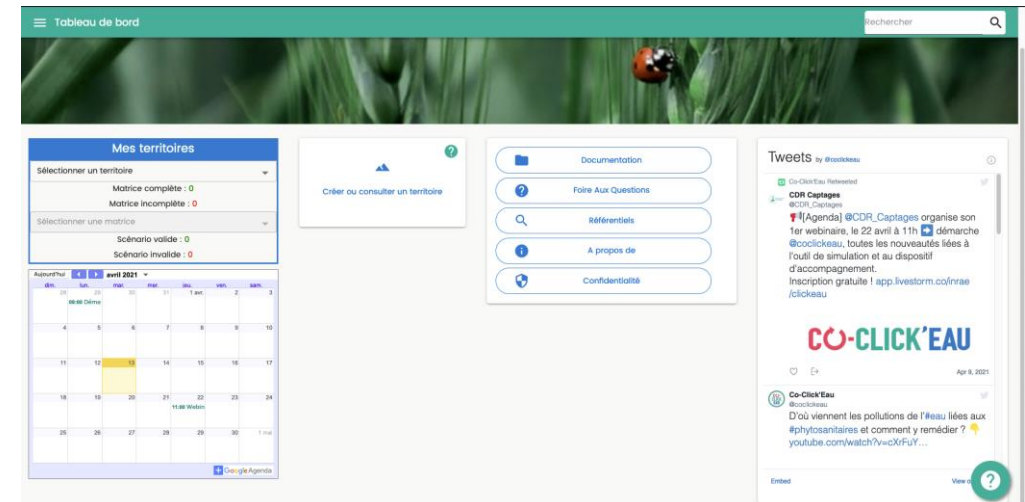 Tableau de bord
Rechercher
Mes territoires
Sélectionner un territoire
Matrice complète : 0
Matrice incomplète : 0
Sélectionner une matrice
Scénario valide : 0
Scénario invalide : 0
Aujourd'hui avril 2021
dim. lun. mar. mer. jeu. ven. sam.
28 29 30 31 1 avr. 2 3
09:00 Déme
4 5 6 7 8 9 10
11 12 13 14 15 16 17
18 19 20 21 22 23 24
11:00 Webin
25 26 27 28 29 30 1 mai
Google Agenda
Créer ou consulter un territoire
Documentation
Foire Aux Questions
Référentiels
A propos de
Confidentialité
Tweets by @coclickeau
Co-Click'Eau Retweeted
CDR Captages
@CDR_Captages
[Agenda] @CDR_Captages organise son
1er webinaire, le 22 avril à 11h ➡ démarche
@coclickeau, toutes les nouveautés liées à
l'outil de simulation et au dispositif
d'accompagnement.
Inscription gratuite ! app.livestorm.co/inrae
/clickeau
CO-CLICK'EAU
Apr 9, 2021
Co-Click'Eau
@coclickeau
D'où viennent les pollutions de l'#eau liées aux
#phytosanitaires et comment y remédier ?
youtube.com/watch?v=cXrFuY...
Embed
View